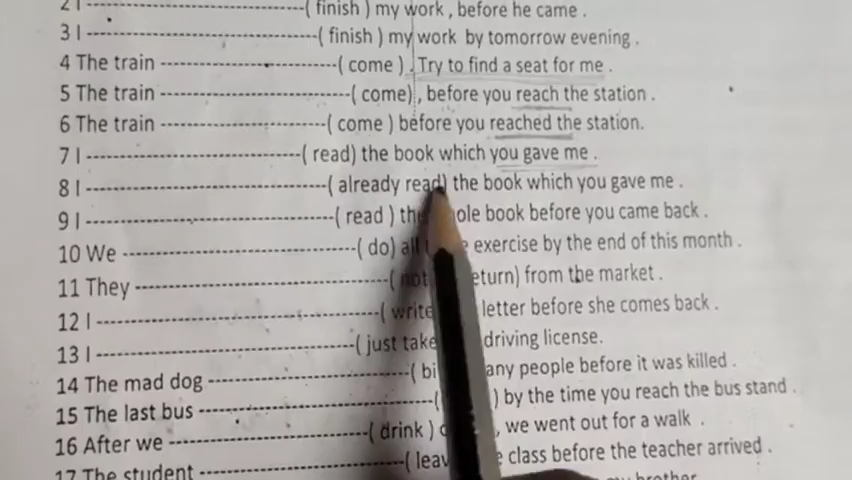 2 I ---------------------------( finish ) my work , before he came .
3 I ----------------------------( finish ) my work by tomorrow evening .
4 The train ---------------------( come ) . Try to find a seat for me .
5 The train ----------------------( come) , before you reach the station .
6 The train --------------------( come ) before you reached the station.
7 I --------------------------( read) the book which you gave me .
8 I -----------------------------( already read) the book which you gave me .
9 I ------------------------------( read ) the ole book before you came back .
10 We ----------------------------( do) all exercise by the end of this month .
11 They ------------------------------( not eturn) from the market .
12 I ----------------------------------( write letter before she comes back .
13 I --------------------------------( just take driving license.
14 The mad dog ------------------------( bi any people before it was killed .
15 The last bus ---------------------------( ) by the time you reach the bus stand .
16 After we -----------------------( drink ) , we went out for a walk .
17 The student ------------------------( leav class before the teacher arrived .
brother